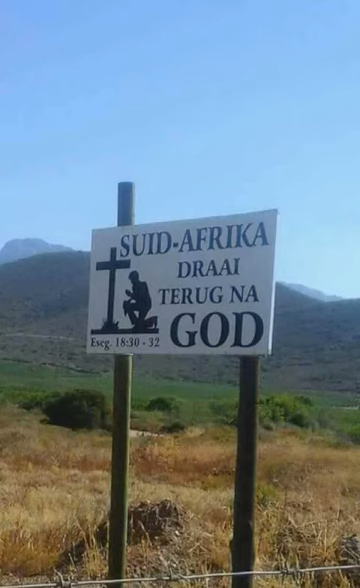 SUID-AFRIKA
DRAAI
TERUG NA
GOD
Eseg. 18:30 - 32